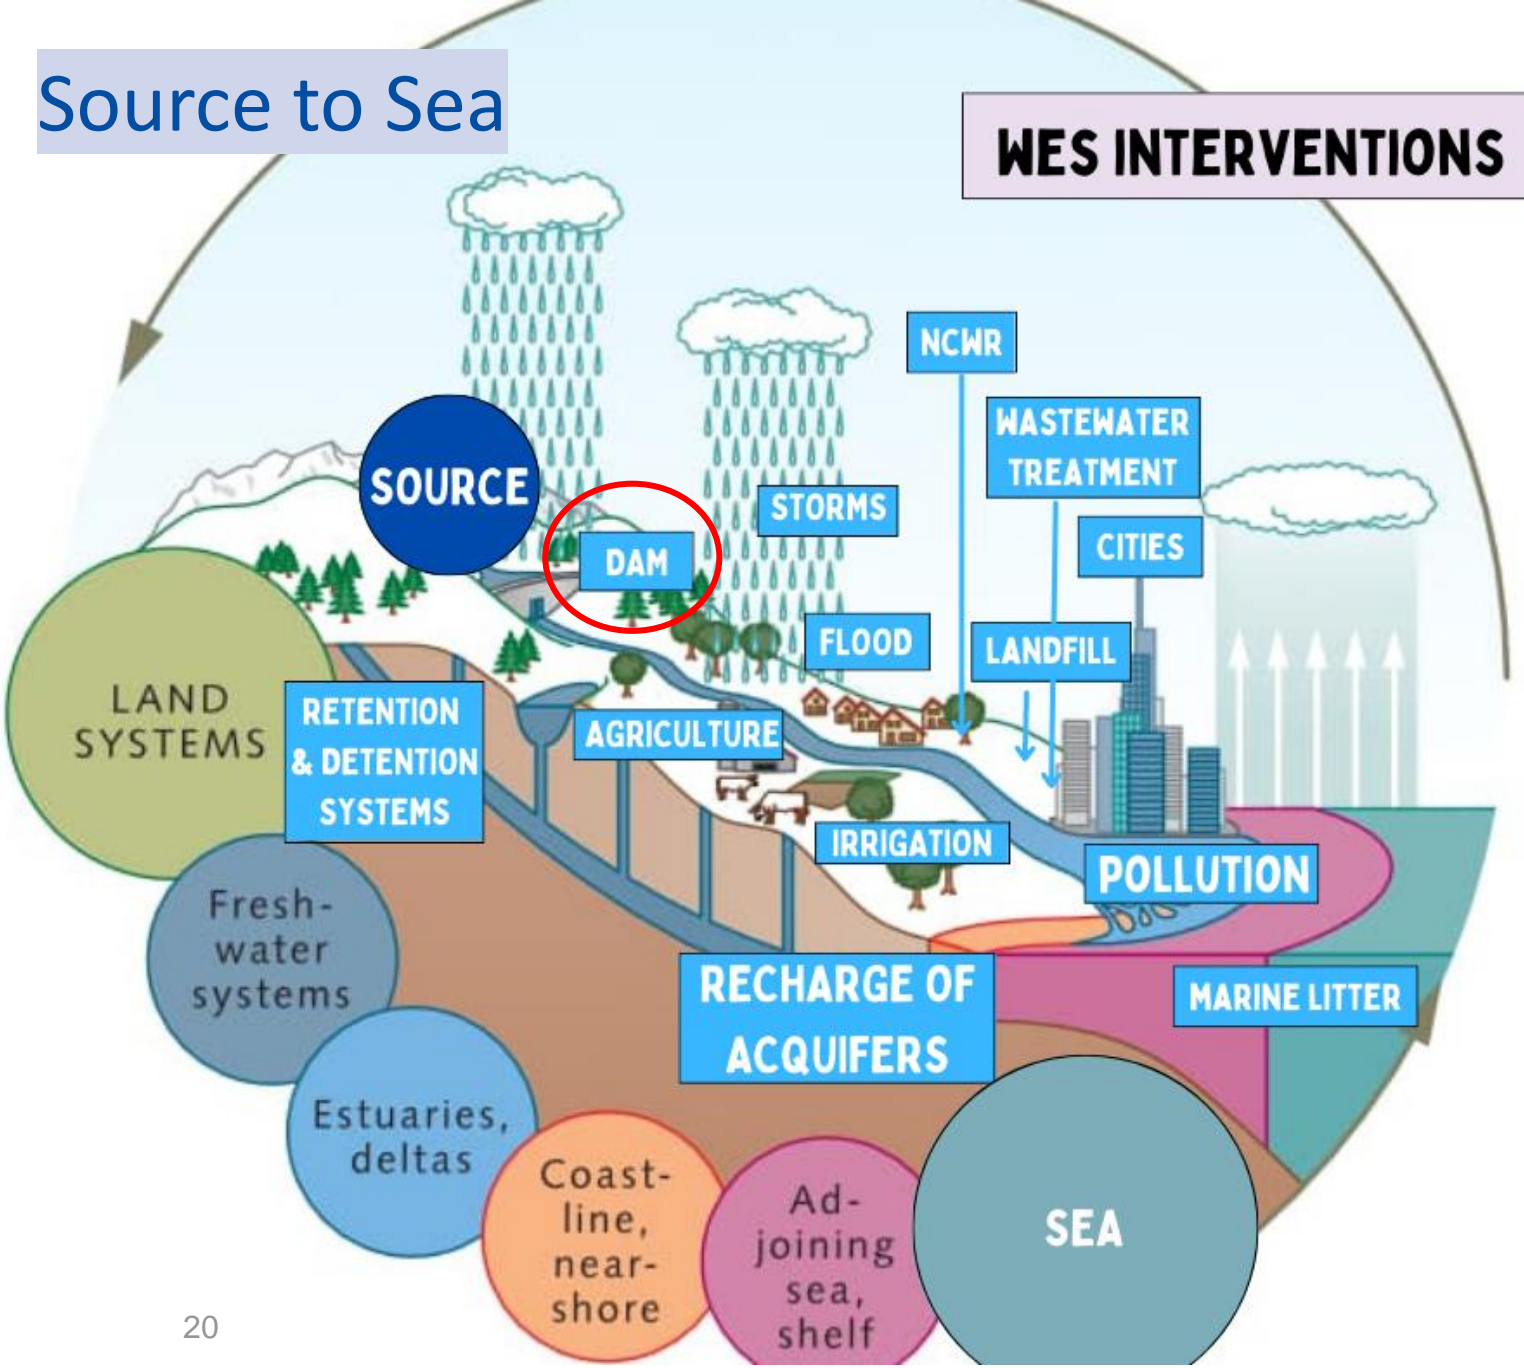 Source to Sea
WES INTERVENTIONS
NCWR
WASTEWATER
TREATMENT
SOURCE
STORMS
CITIES
DAM
FLOOD
LANDFILL
LAND
SYSTEMS
RETENTION
& DETENTION
SYSTEMS
AGRICULTURE
IRRIGATION
POLLUTION
Fresh-
water
systems
RECHARGE OF
ACQUIFERS
MARINE LITTER
Estuaries,
deltas
Coast-
line,
near-
shore
Ad-
joining
sea,
shelf
SEA
20